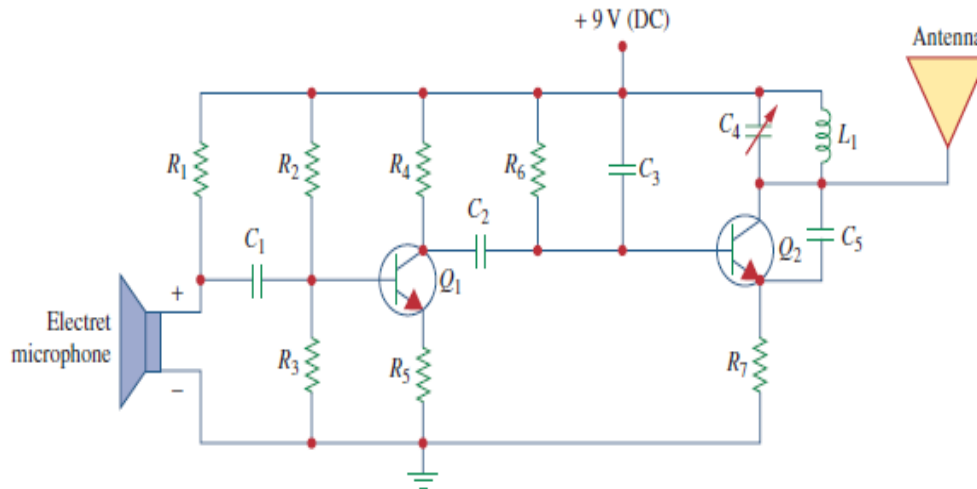 + 9 V (DC)
Antenna
C4
L1
R1
R2
R4
R6
C3
C1
C2
Q1
Q2
C5
+
Electret
microphone
−
R3
R5
R7